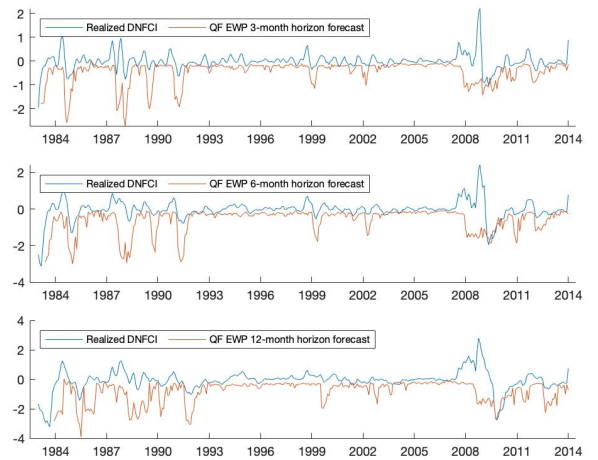 2
Realized DNFCI QF EWP 3-month horizon forecast
1
0
-1
-2
1984 1987 1990 1993 1996 1999 2002 2005 2008 2011 2014
2
Realized DNFCI QF EWP 6-month horizon forecast
0
-2
-4
1984 1987 1990 1993 1996 1999 2002 2005 2008 2011 2014
4
Realized DNFCI QF EWP 12-month horizon forecast
2
0
-2
-4
1984 1987 1990 1993 1996 1999 2002 2005 2008 2011 2014